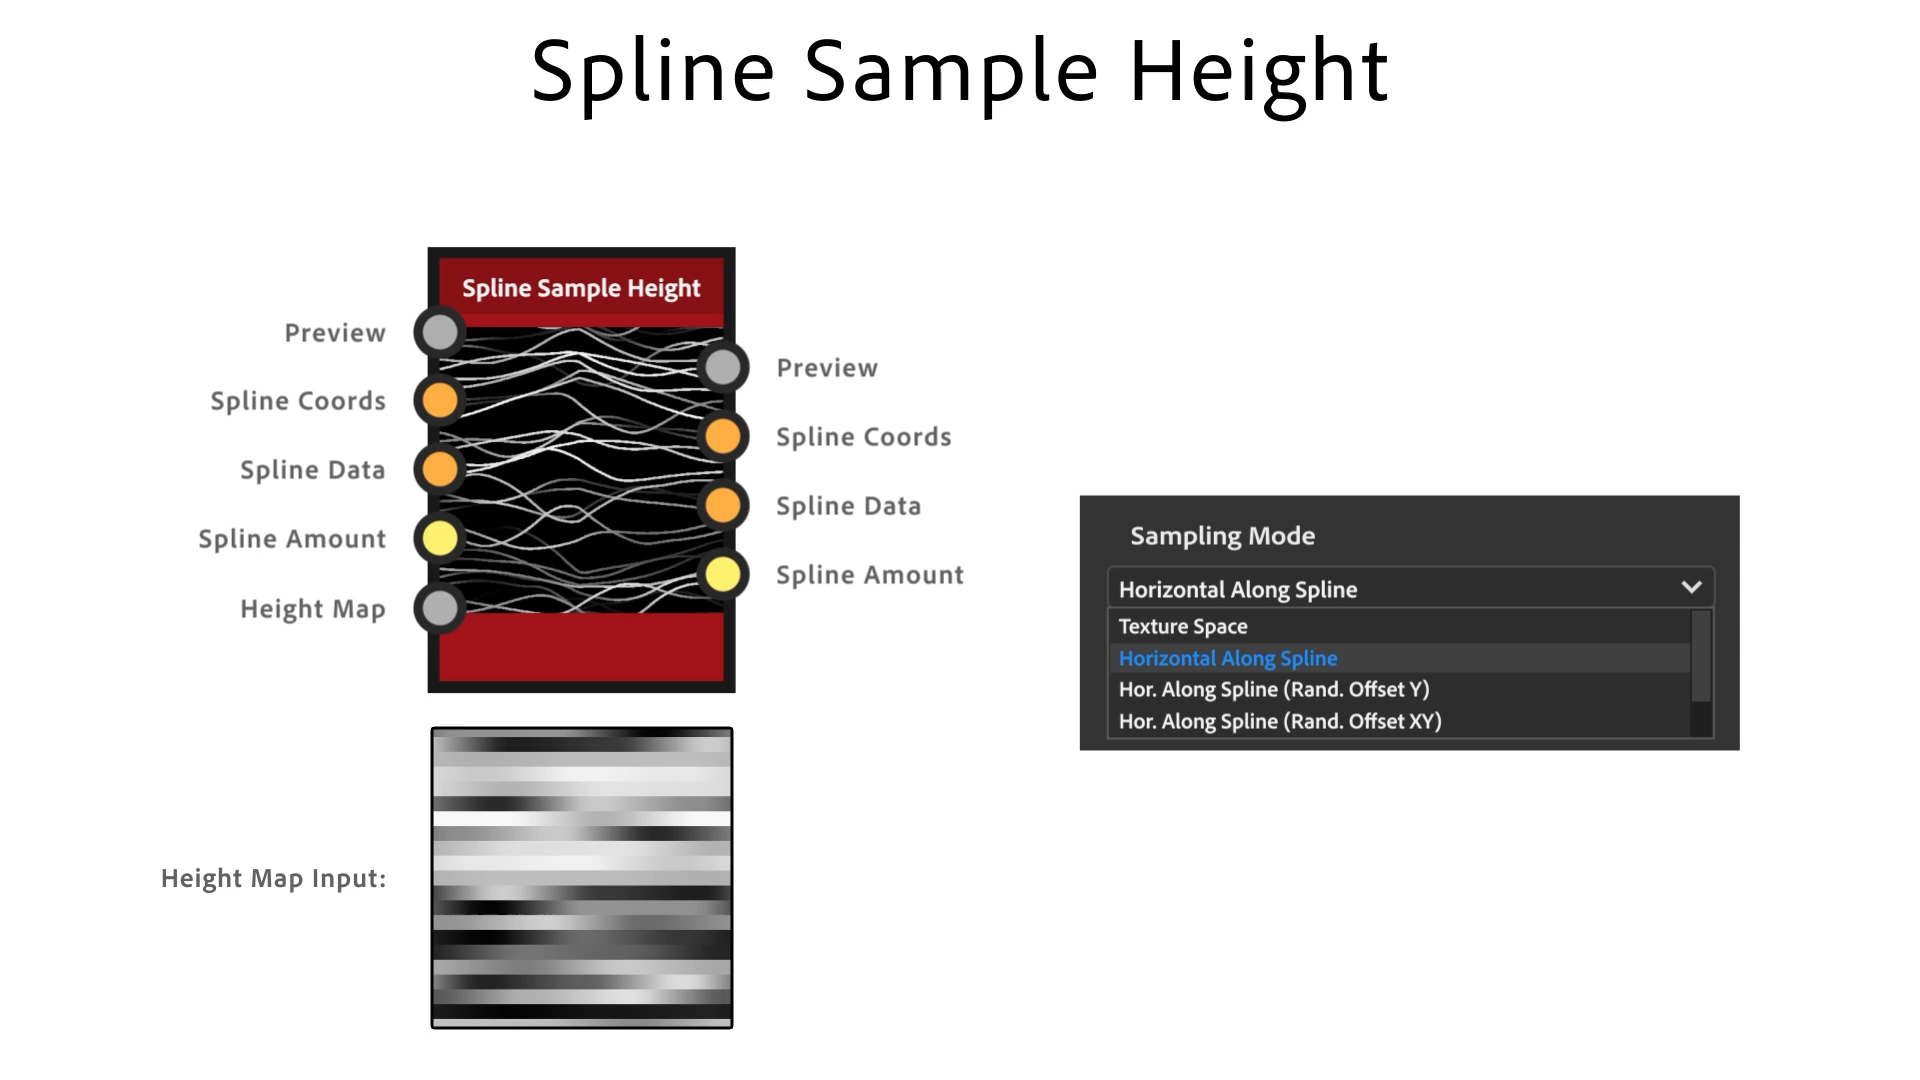 Spline Sample Height
Spline Sample Height
Preview
Spline Coords
Spline Data
Spline Amount
Height Map
Preview
Spline Coords
Spline Data
Spline Amount
Height Map Input:
Sampling Mode
Horizontal Along Spline
Texture Space
Horizontal Along Spline
Hor. Along Spline (Rand. Offset Y)
Hor. Along Spline (Rand. Offset XY)